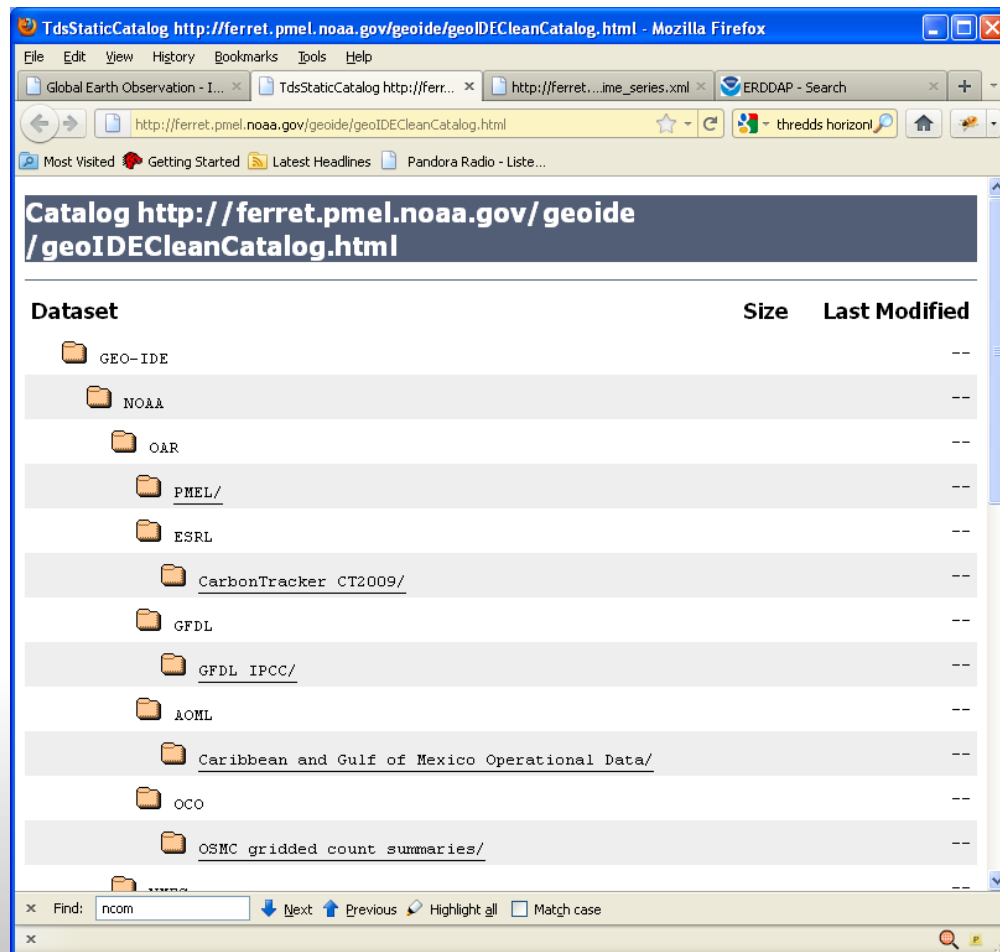 TdsStaticCatalog http://ferret.pmel.noaa.gov/geoide/geoIDECleanCatalog.html - Mozilla Firefox
File Edit View History Bookmarks Tools Help
Global Earth Observation - I... TdsStaticCatalog http://ferr... http://ferret....ime_series.xml ERDDAP - Search
http://ferret.pmel.noaa.gov/geoide/geoIDECleanCatalog.html thredds horizonl
Most Visited Getting Started Latest Headlines Pandora Radio - Liste...
Catalog http://ferret.pmel.noaa.gov/geoide
/geoIDECleanCatalog.html
Dataset Size Last Modified
GEO-IDE --
NOAA --
OAR --
PMEL/ --
ESRL --
CarbonTracker CT2009/ --
GFDL --
GFDL IPCC/ --
AOML --
Caribbean and Gulf of Mexico Operational Data/ --
OCO --
OSMC gridded count summaries/ --
--
Find: ncom Next Previous Highlight all Match case